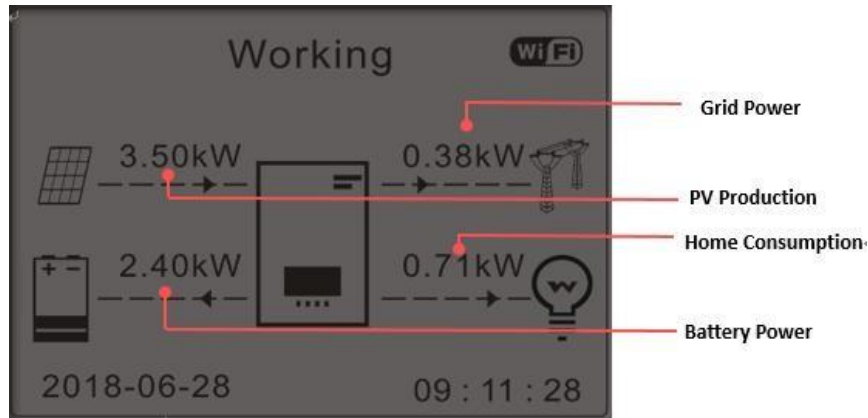 Working
WiFi
Grid Power
3.50kW
0.38kW
PV Production
Home Consumption
2.40kW
0.71kW
+ -
Battery Power
2018-06-28
09 : 11 : 28